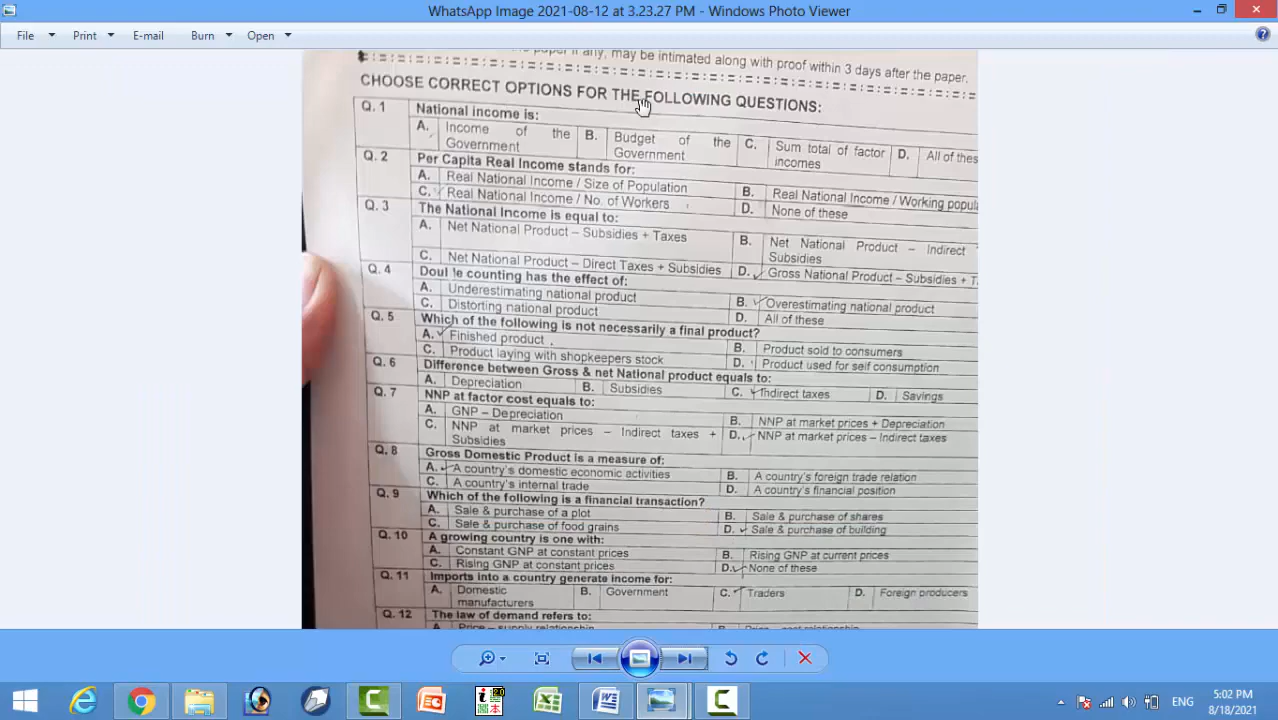 WhatsApp Image 2021-08-12 at 3.23.27 PM - Windows Photo Viewer
File Print E-mail Burn Open
paper if any, may be intimated along with proof within 3 days after the paper.
CHOOSE CORRECT OPTIONS FOR THE FOLLOWING QUESTIONS:
Q. 1 National income is:
A. Income of the Government B. Budget of the Government C. Sum total of factor incomes D. All of thes
Q. 2 Per Capita Real Income stands for:
A. Real National Income / Size of Population B. Real National Income / Working popula
C. Real National Income / No. of Workers D. None of these
Q. 3 The National Income is equal to:
A. Net National Product – Subsidies + Taxes B. Net National Product – Indirect Subsidies
C. Net National Product – Direct Taxes + Subsidies D. Gross National Product – Subsidies + T
Q. 4 Doul le counting has the effect of:
A. Underestimating national product B. Overestimating national product
C. Distorting national product D. All of these
Q. 5 Which of the following is not necessarily a final product?
A. Finished product . B. Product sold to consumers
C. Product laying with shopkeepers stock D. Product used for self consumption
Q. 6 Difference between Gross & net National product equals to:
A. Depreciation B. Subsidies C. Indirect taxes D. Savings
Q. 7 NNP at factor cost equals to:
A. GNP – Depreciation B. NNP at market prices + Depreciation
C. NNP at market prices – Indirect taxes + Subsidies D. NNP at market prices – Indirect taxes
Q. 8 Gross Domestic Product is a measure of:
A. A country's domestic economic activities B. A country's foreign trade relation
C. A country's internal trade D. A country's financial position
Q. 9 Which of the following is a financial transaction?
A. Sale & purchase of a plot B. Sale & purchase of shares
C. Sale & purchase of food grains D. Sale & purchase of building
Q. 10 A growing country is one with:
A. Constant GNP at constant prices B. Rising GNP at current prices
C. Rising GNP at constant prices D. None of these
Q. 11 Imports into a country generate income for:
A. Domestic manufacturers B. Government C. Traders D. Foreign producers
Q. 12 The law of demand refers to:
A. Price – supply relationship B. Price – cost relationship
ENG
5:02 PM
8/18/2021